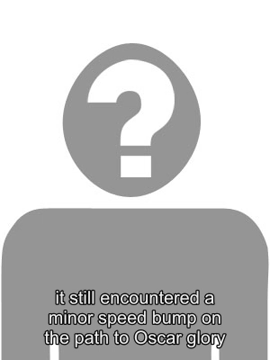 ?
it still encountered a
minor speed bump on
the path to Oscar glory